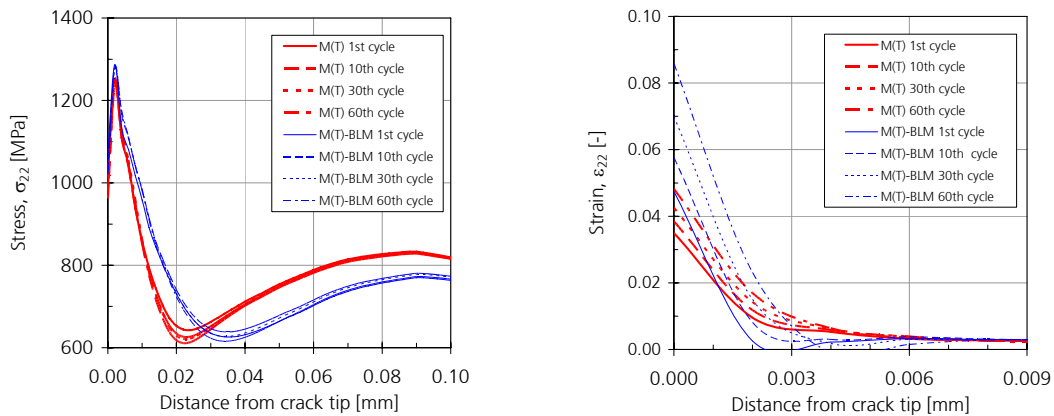 1400
1200
1000
800
600
0.00 0.02 0.04 0.06 0.08 0.10
Distance from crack tip [mm]
Stress, σ22 [MPa]
M(T) 1st cycle
M(T) 10th cycle
M(T) 30th cycle
M(T) 60th cycle
M(T)-BLM 1st cycle
M(T)-BLM 10th cycle
M(T)-BLM 30th cycle
M(T)-BLM 60th cycle
0.10
0.08
0.06
0.04
0.02
0.00
0.000 0.003 0.006 0.009
Distance from crack tip [mm]
Strain, ε22 [-]
M(T) 1st cycle
M(T) 10th cycle
M(T) 30th cycle
M(T) 60th cycle
M(T)-BLM 1st cycle
M(T)-BLM 10th cycle
M(T)-BLM 30th cycle
M(T)-BLM 60th cycle